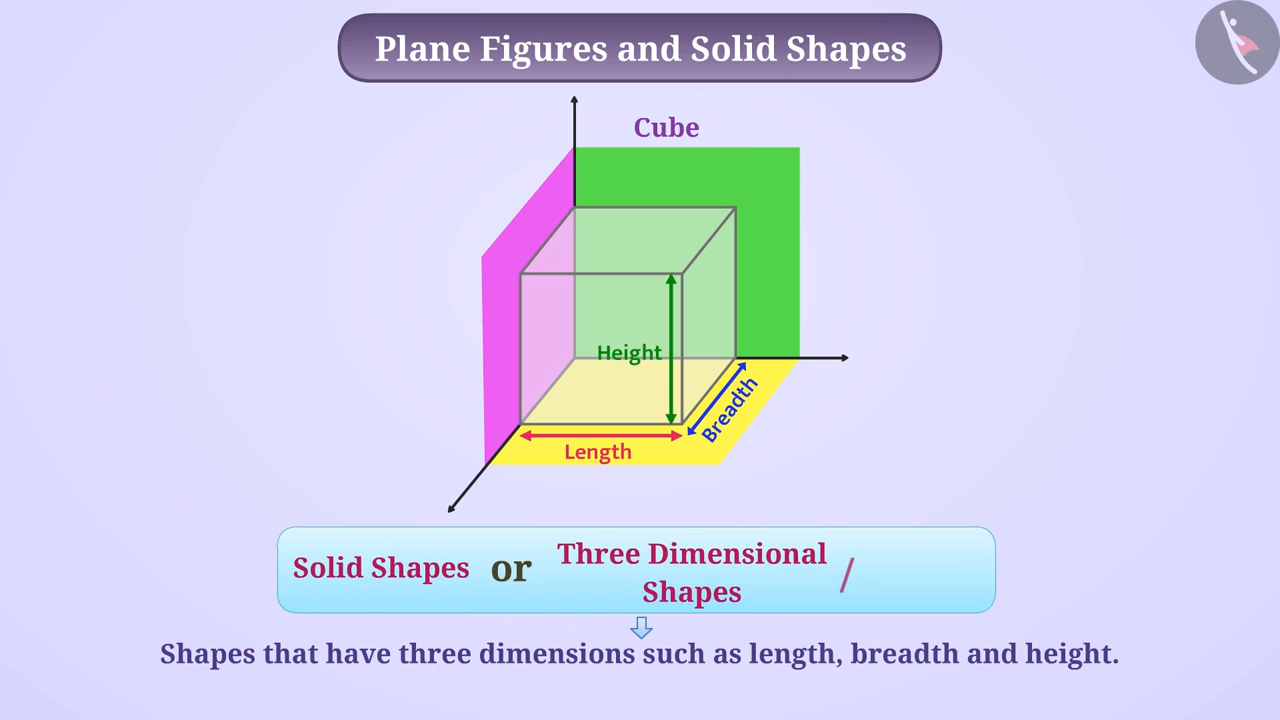 Plane Figures and Solid Shapes
Cube
Height
Breadth
Length
Solid Shapes or Three Dimensional Shapes /
Shapes that have three dimensions such as length, breadth and height.